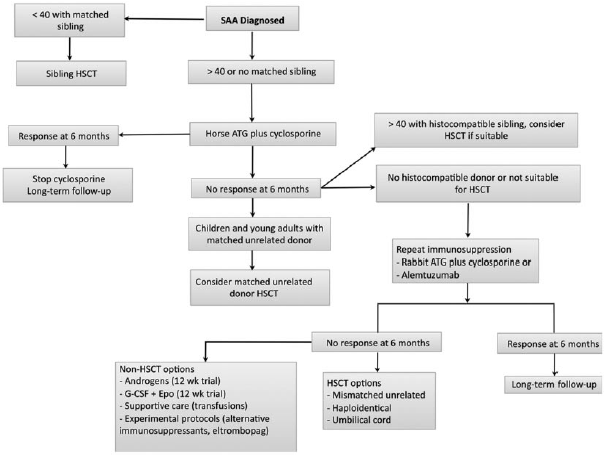 < 40 with matched
sibling
SAA Diagnosed
Sibling HSCT
> 40 or no matched sibling
Response at 6 months
Horse ATG plus cyclosporine
> 40 with histocompatible sibling, consider
HSCT if suitable
Stop cyclosporine
Long-term follow-up
No response at 6 months
No histocompatible donor or not suitable
for HSCT
Children and young adults with
matched unrelated donor
Consider matched unrelated
donor HSCT
Repeat immunosuppression
- Rabbit ATG plus cyclosporine or
- Alemtuzumab
No response at 6 months
Response at 6 months
Non-HSCT options
- Androgens (12 wk trial)
- G-CSF + Epo (12 wk trial)
- Supportive care (transfusions)
- Experimental protocols (alternative
immunosuppressants, eltrombopag)
HSCT options
- Mismatched unrelated
- Haploidentical
- Umbilical cord
Long-term follow-up